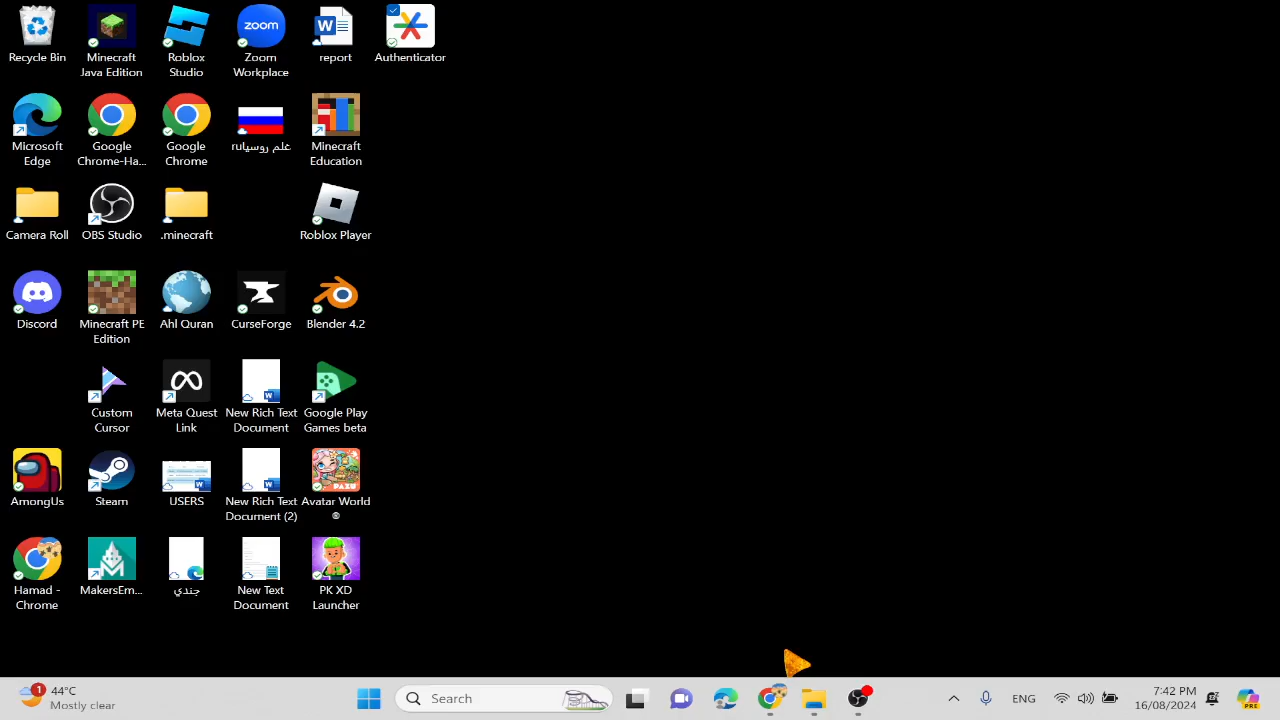 Recycle Bin
Minecraft
Java Edition
Roblox
Studio
zoom
Zoom
Workplace
report
Authenticator
Microsoft
Edge
Google
Chrome-Ha...
Google
Chrome
علم روسياru.
Minecraft
Education
Camera Roll
OBS Studio
.minecraft
Roblox Player
Discord
Minecraft PE
Edition
Ahl Quran
CurseForge
Blender 4.2
Custom
Cursor
Meta Quest
Link
New Rich Text
Document
Google Play
Games beta
AmongUs
Steam
USERS
New Rich Text
Document (2)
Avatar World
®
Hamad -
Chrome
MakersEm...
جندي
New Text
Document
PK XD
Launcher
1
44°C
Mostly clear
Search
ENG
7:42 PM
16/08/2024
PRE